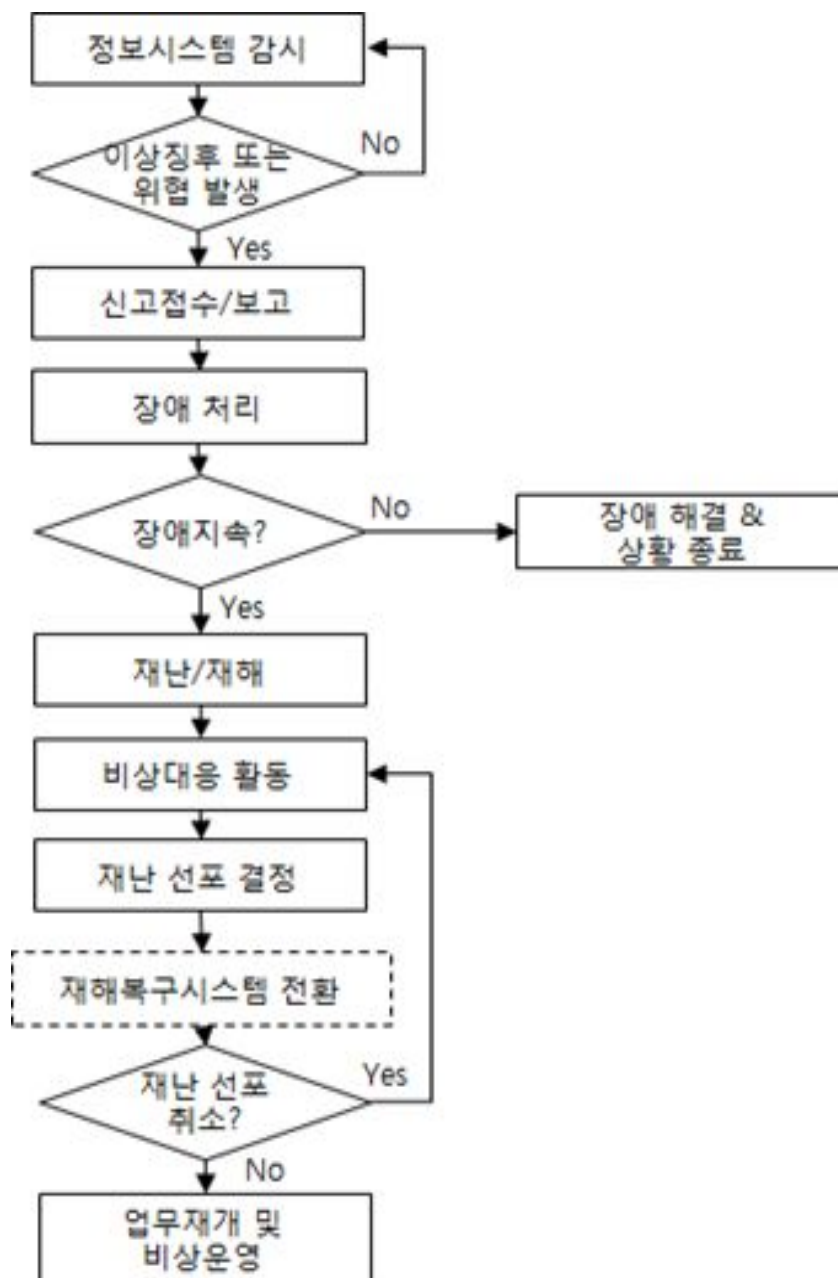 정보시스템 감시
이상징후 또는
위협 발생
No
Yes
신고접수/보고
장애 처리
장애지속?
No
장애 해결 &
상황 종료
Yes
재난/재해
비상대응 활동
재난 선포 결정
재해복구시스템 전환
재난 선포
취소?
Yes
No
업무재개 및
비상운영